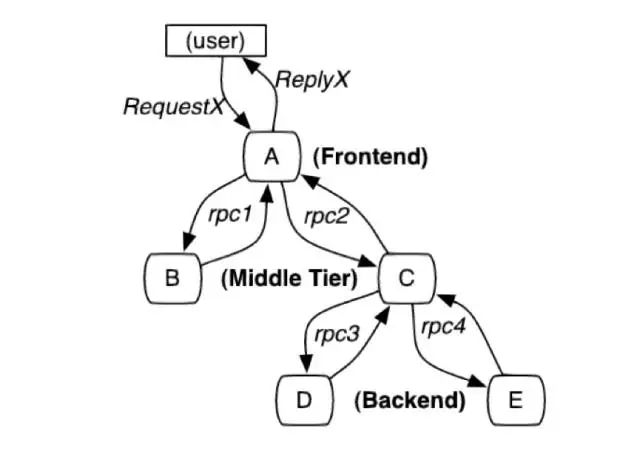 (user)
ReplyX
RequestX
A
(Frontend)
rpc1
rpc2
B
(Middle Tier)
C
rpc3
rpc4
D
(Backend)
E